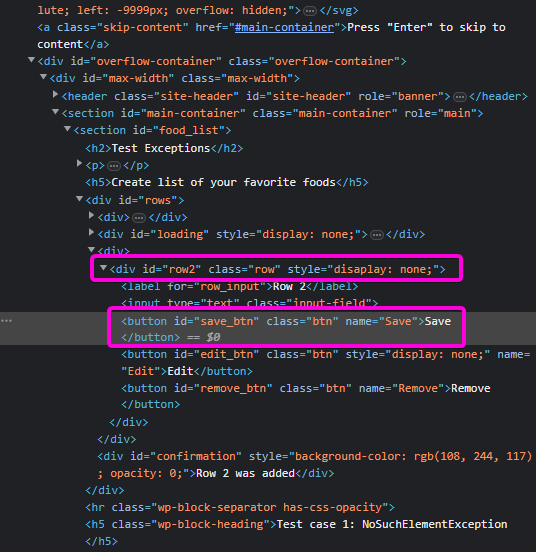 lute; left: -9999px; overflow: hidden;">…</svg>
<a class="skip-content" href="#main-container">Press "Enter" to skip to
content</a>
<div id="overflow-container" class="overflow-container">
<div id="max-width" class="max-width">
<header class="site-header" id="site-header" role="banner">…</header>
<section id="main-container" class="main-container" role="main">
<section id="food_list">
<h2>Test Exceptions</h2>
<p>…</p>
<h5>Create list of your favorite foods</h5>
<div id="rows">
<div>…</div>
<div id="loading" style="display: none;">…</div>
<div>
<div id="row2" class="row" style="disaplay: none;">
<label for="row_input">Row 2</label>
<input type="text" class="input-field">
<button id="save_btn" class="btn" name="Save">Save
</button> == $0
<button id="edit_btn" class="btn" style="display: none;" name=
"Edit">Edit</button>
<button id="remove_btn" class="btn" name="Remove">Remove
</button>
</div>
</div>
<div id="confirmation" style="background-color: rgb(108, 244, 117)
; opacity: 0;">Row 2 was added</div>
</div>
<hr class="wp-block-separator has-css-opacity">
<h5 class="wp-block-heading">Test case 1: NoSuchElementException
</h5>